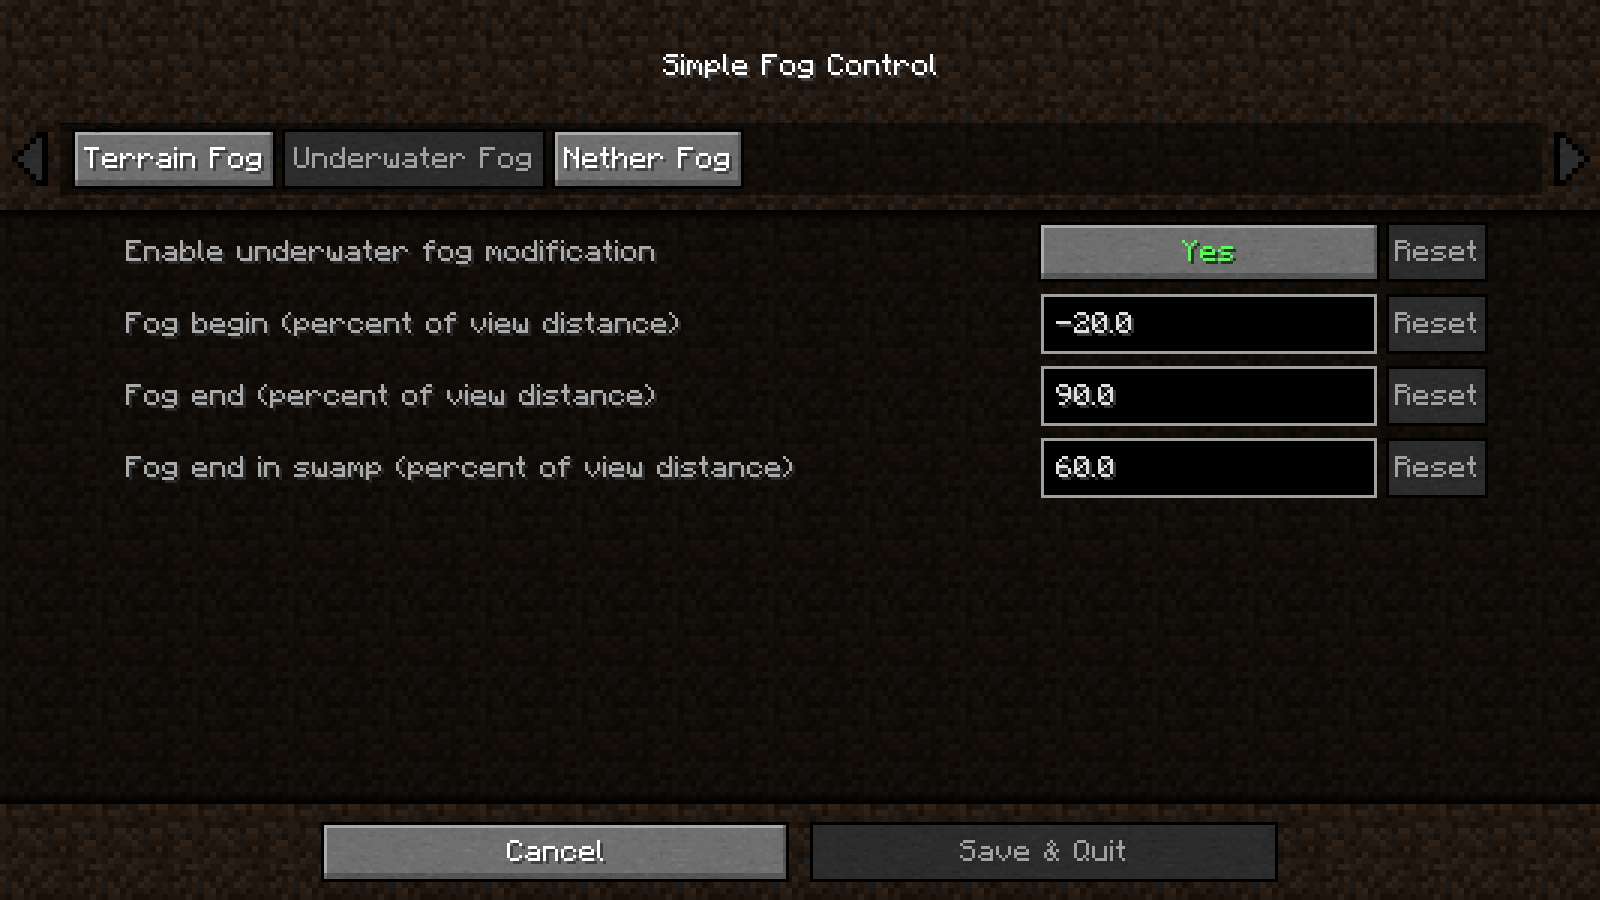 Simple Fog Control
Terrain Fog Underwater Fog Nether Fog
Enable underwater fog modification Yes Reset
Fog begin (percent of view distance) -20.0 Reset
Fog end (percent of view distance) 90.0 Reset
Fog end in swamp (percent of view distance) 60.0 Reset
Cancel Save & Quit